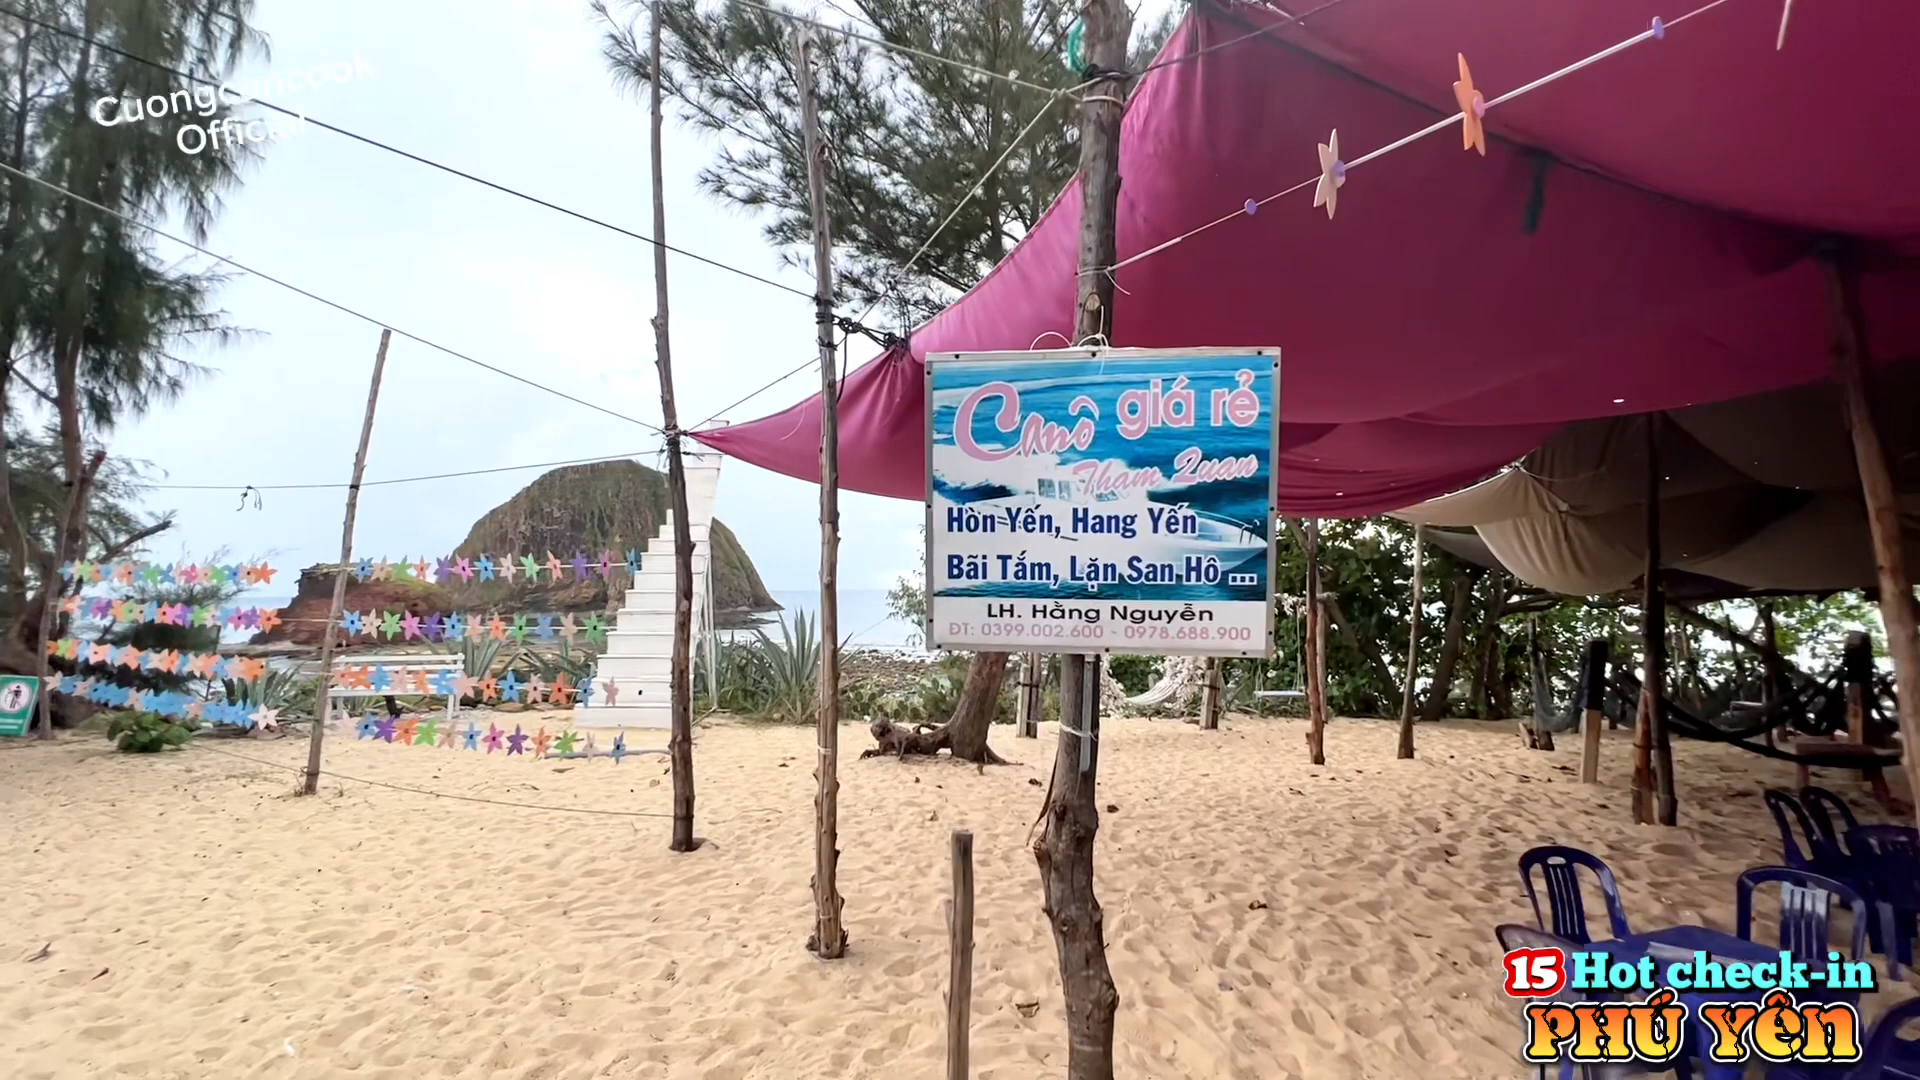 Cuongcancook
Official
Canô giá rẻ
Tham Quan
Hòn Yến, Hang Yến
Bãi Tắm, Lặn San Hô ...
LH. Hằng Nguyễn
ĐT: 0399.002.600 - 0978.688.900
15 Hot check-in
PHÚ YÊN